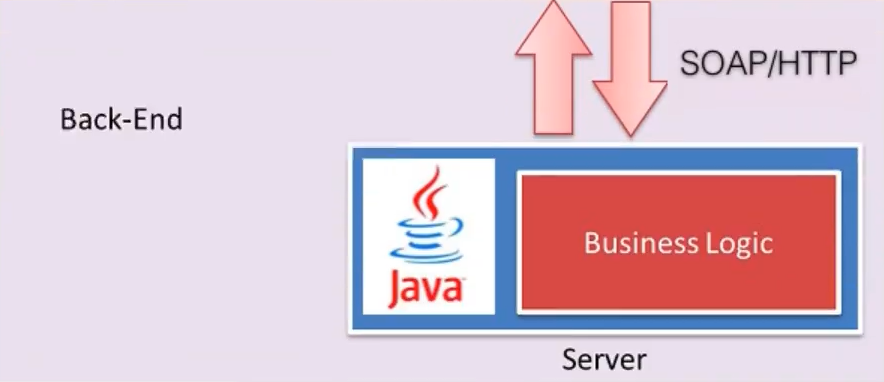 SOAP/HTTP
Back-End
Java
Business Logic
Server